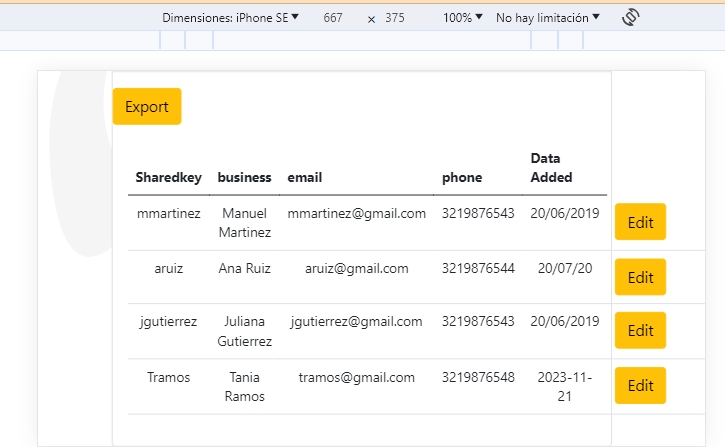 Dimensiones: iPhone SE ▼ 667 × 375 100% ▼ No hay limitación ▼
Export
Sharedkey business email phone Data
Added
mmartinez Manuel mmartinez@gmail.com 3219876543 20/06/2019 Edit
Martinez
aruiz Ana Ruiz aruiz@gmail.com 3219876544 20/07/20 Edit
jgutierrez Juliana jgutierrez@gmail.com 3219876543 20/06/2019 Edit
Gutierrez
Tramos Tania tramos@gmail.com 3219876548 2023-11- Edit
Ramos 21